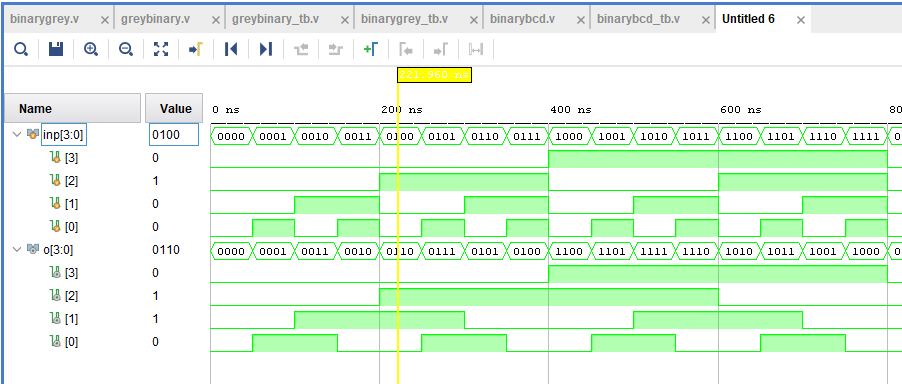 binarygrey.v × greybinary.v × greybinary_tb.v × binarygrey_tb.v × binarybcd.v × binarybcd_tb.v × Untitled 6 ×
221.960 ns
Name Value 0 ns 200 ns 400 ns 600 ns 80
inp[3:0] 0100 0000 0001 0010 0011 0100 0101 0110 0111 1000 1001 1010 1011 1100 1101 1110 1111 0
[3] 0
[2] 1
[1] 0
[0] 0
o[3:0] 0110 0000 0001 0011 0010 0110 0111 0101 0100 1100 1101 1111 1110 1010 1011 1001 1000 0
[3] 0
[2] 1
[1] 1
[0] 0